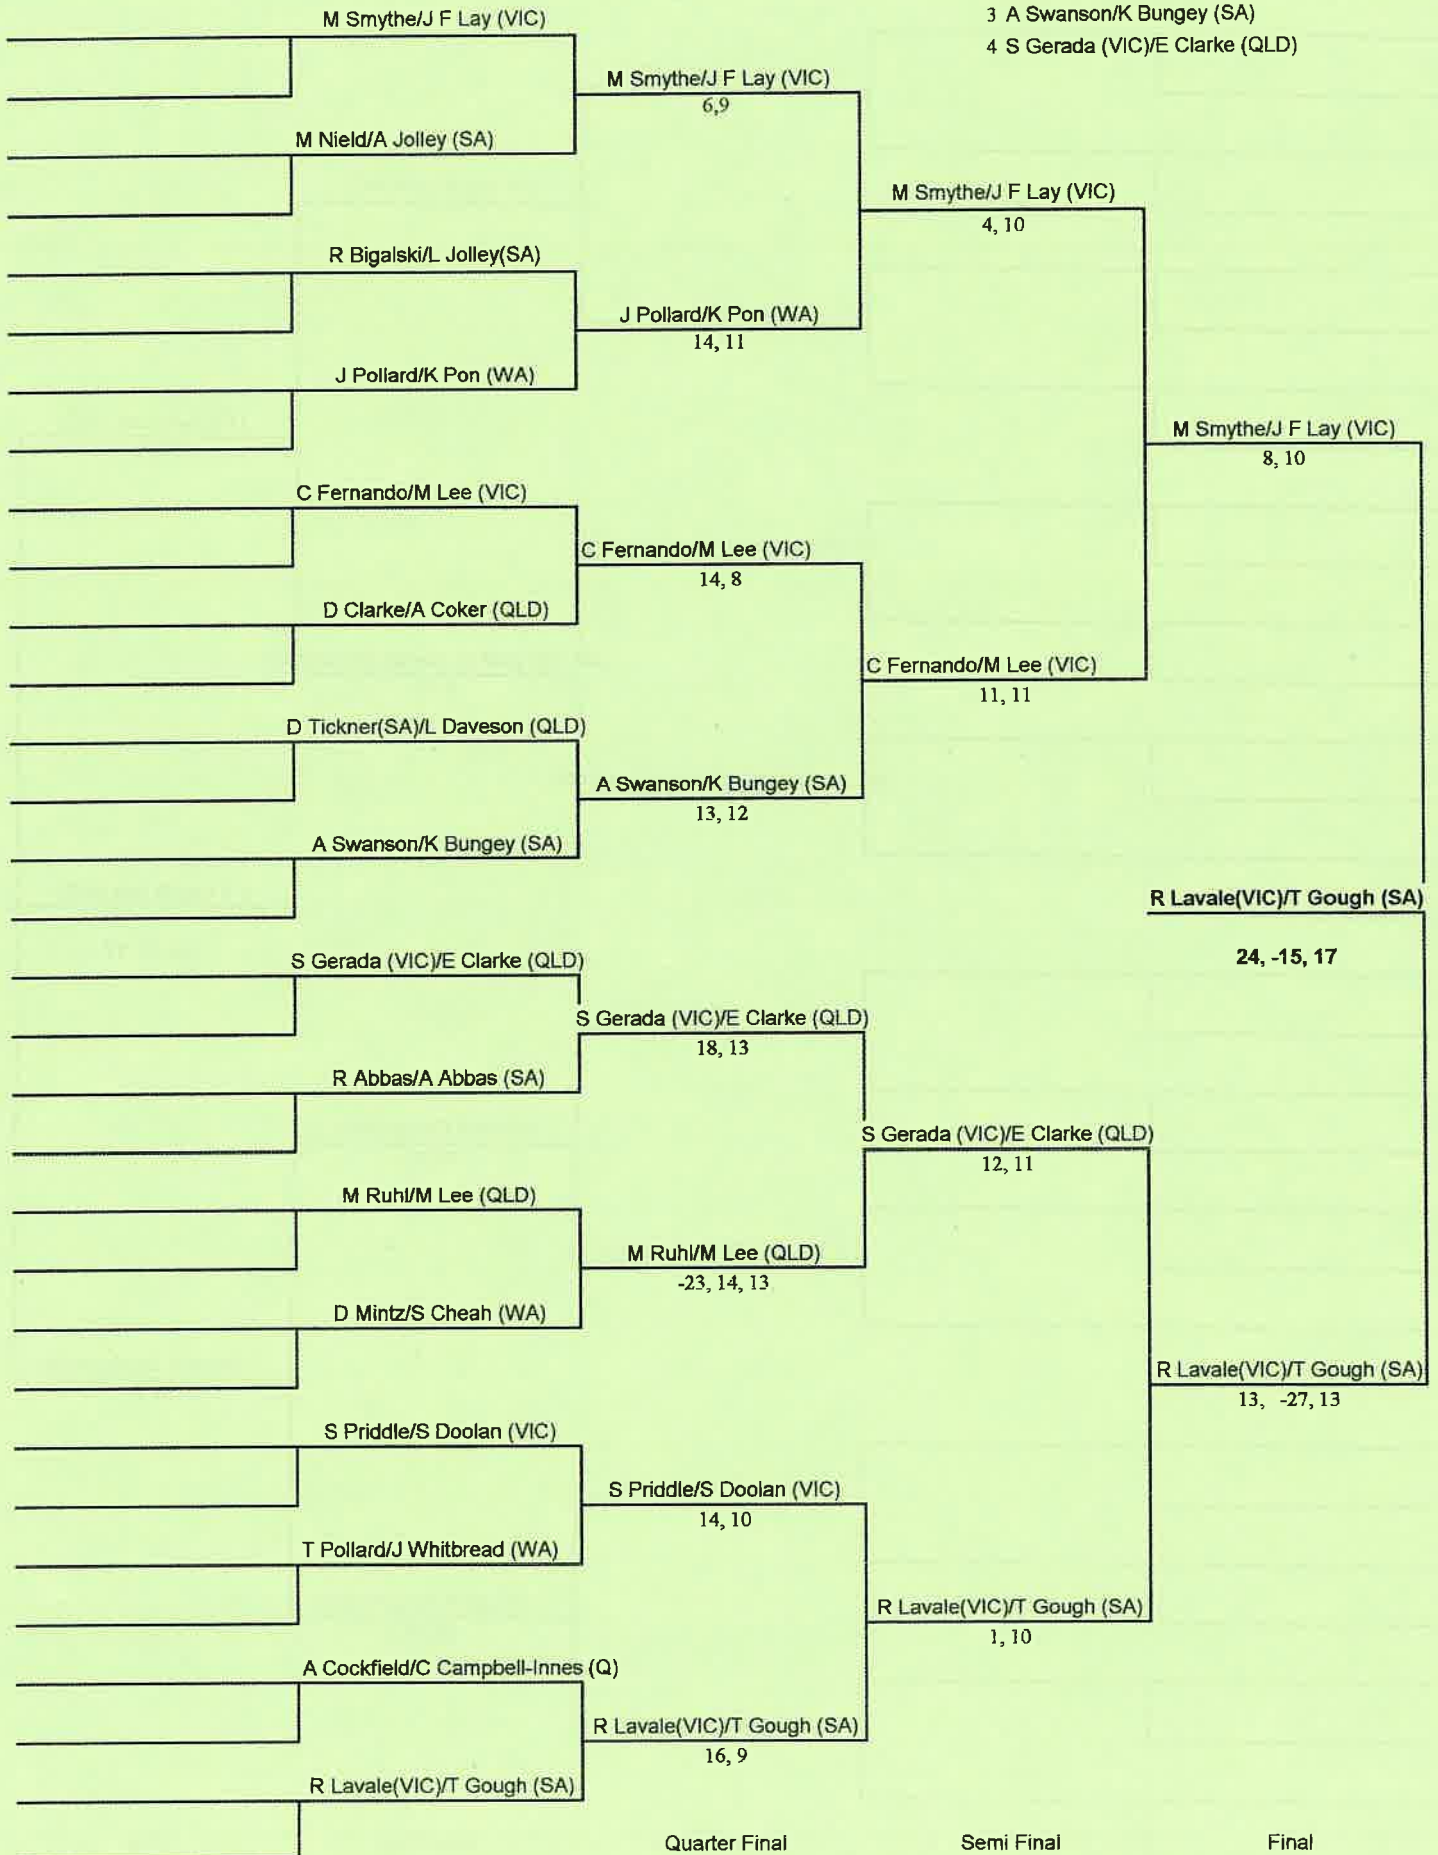 3 A Swanson/K Bungey (SA)
M Smythe/J F Lay (VIC)
4 S Gerada (VIC)/E Clarke (QLD)
M Smythe/J F Lay (VIC)
6,9
M Nield/A Jolley (SA)
M Smythe/J F Lay (VIC)
4, 10
R Bigalski/L Jolley(SA)
J Pollard/K Pon (WA)
14, 11
J Pollard/K Pon (WA)
M Smythe/J F Lay (VIC)
8, 10
C Fernando/M Lee (VIC)
C Fernando/M Lee (VIC)
14, 8
D Clarke/A Coker (QLD)
C Fernando/M Lee (VIC)
11, 11
D Tickner(SA)/L Daveson (QLD)
A Swanson/K Bungey (SA)
13, 12
A Swanson/K Bungey (SA)
R Lavale(VIC)/T Gough (SA)
24, -15, 17
S Gerada (VIC)/E Clarke (QLD)
S Gerada (VIC)/E Clarke (QLD)
18, 13
R Abbas/A Abbas (SA)
S Gerada (VIC)/E Clarke (QLD)
12, 11
M Ruhl/M Lee (QLD)
M Ruhl/M Lee (QLD)
-23, 14, 13
D Mintz/S Cheah (WA)
R Lavale(VIC)/T Gough (SA)
13, -27, 13
S Priddle/S Doolan (VIC)
S Priddle/S Doolan (VIC)
14, 10
T Pollard/J Whitbread (WA)
R Lavale(VIC)/T Gough (SA)
1, 10
A Cockfield/C Campbell-Innes (Q)
R Lavale(VIC)/T Gough (SA)
16, 9
R Lavale(VIC)/T Gough (SA)
Quarter Final
Semi Final
Final